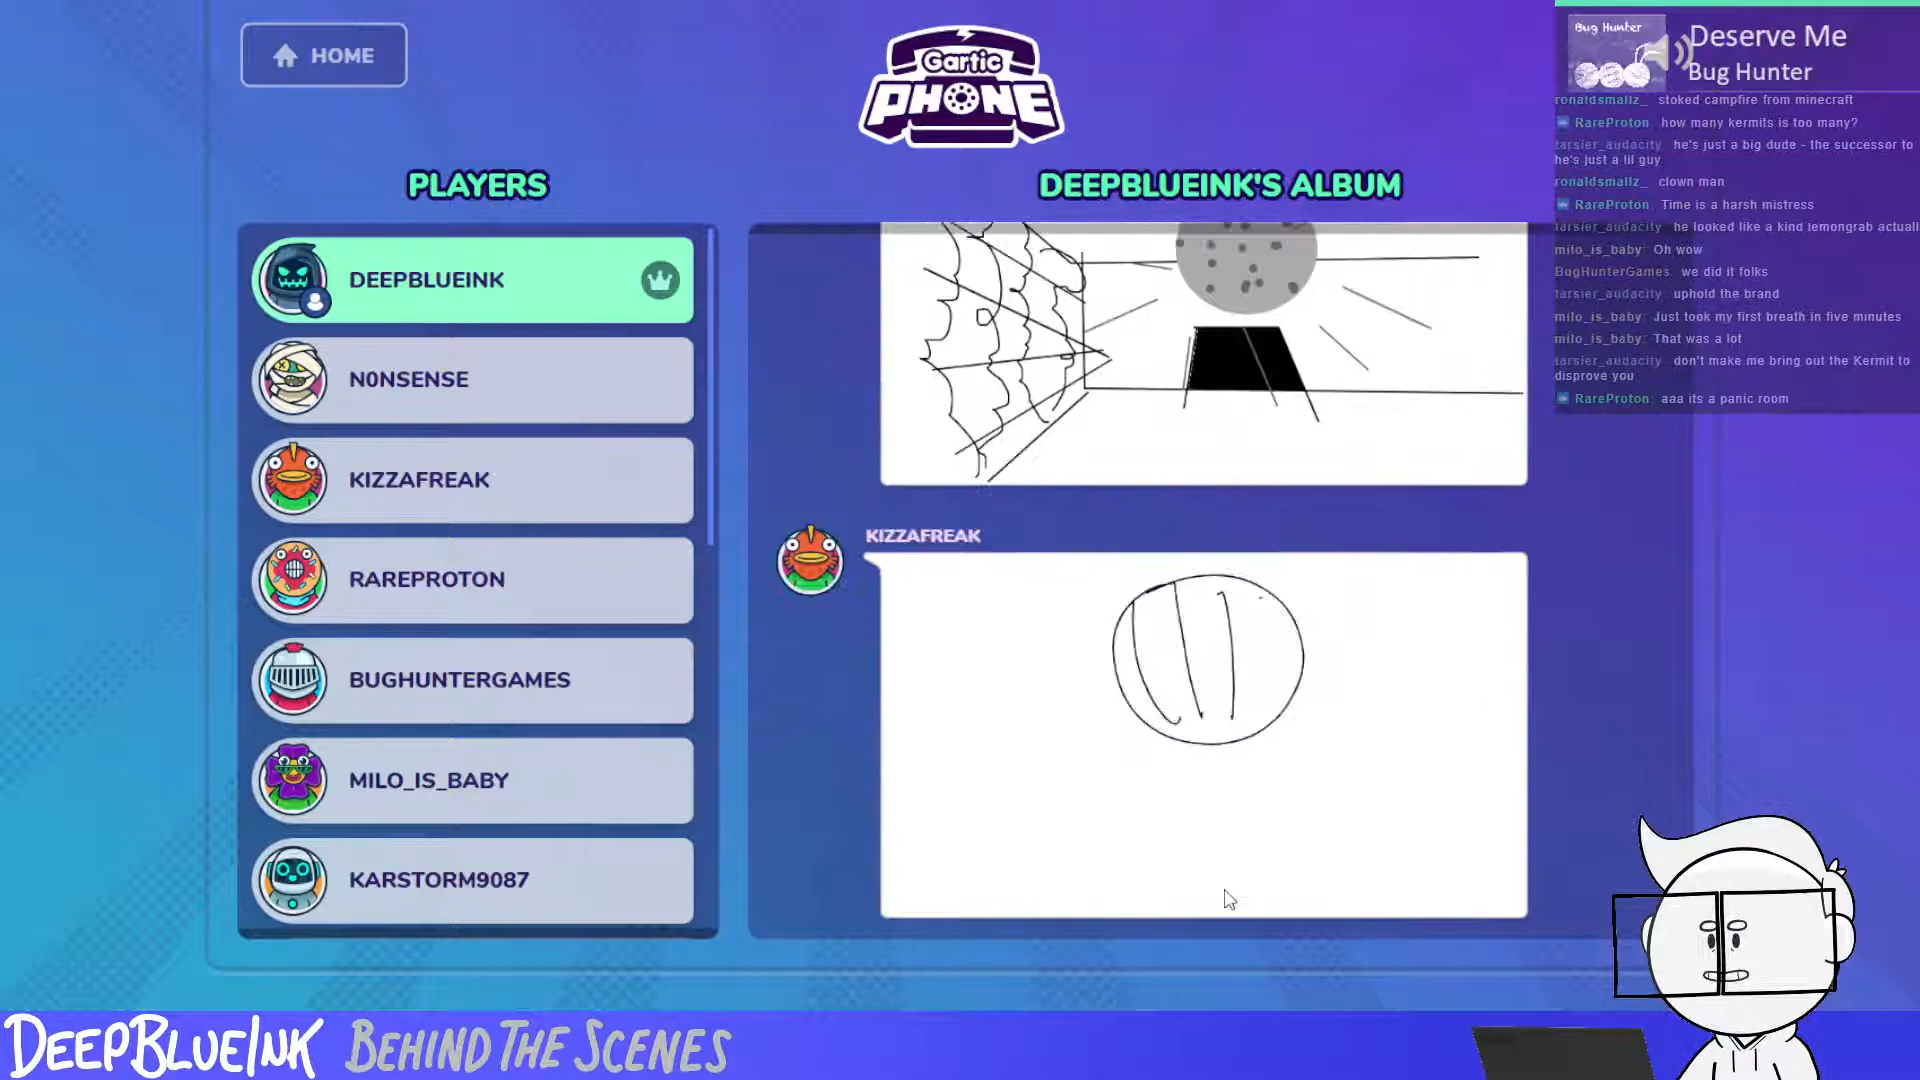 HOME
Gartic
PHONE
PLAYERS
DEEPBLUEINK
N0NSENSE
KIZZAFREAK
RAREPROTON
BUGHUNTERGAMES
MILO_IS_BABY
KARSTORM9087
DEEPBLUEINK'S ALBUM
KIZZAFREAK
Bug Hunter
Deserve Me
Bug Hunter
ronaldsmallz_ stoked campfire from minecraft
RareProton: how many kermits is too many?
tarsier_audacity he's just a big dude - the successor to
he's just a lil guy
ronaldsmallz_ clown man
RareProton: Time is a harsh mistress
tarsier_audacity he looked like a kind lemongrab actuall
milo_is_baby: Oh wow
BugHunterGames: we did it folks
tarsier_audacity uphold the brand
milo_is_baby: Just took my first breath in five minutes
milo_is_baby: That was a lot
tarsier_audacity don't make me bring out the Kermit to
disprove you
RareProton: aaa its a panic room
DEEPBLUEINK BEHIND THE SCENES